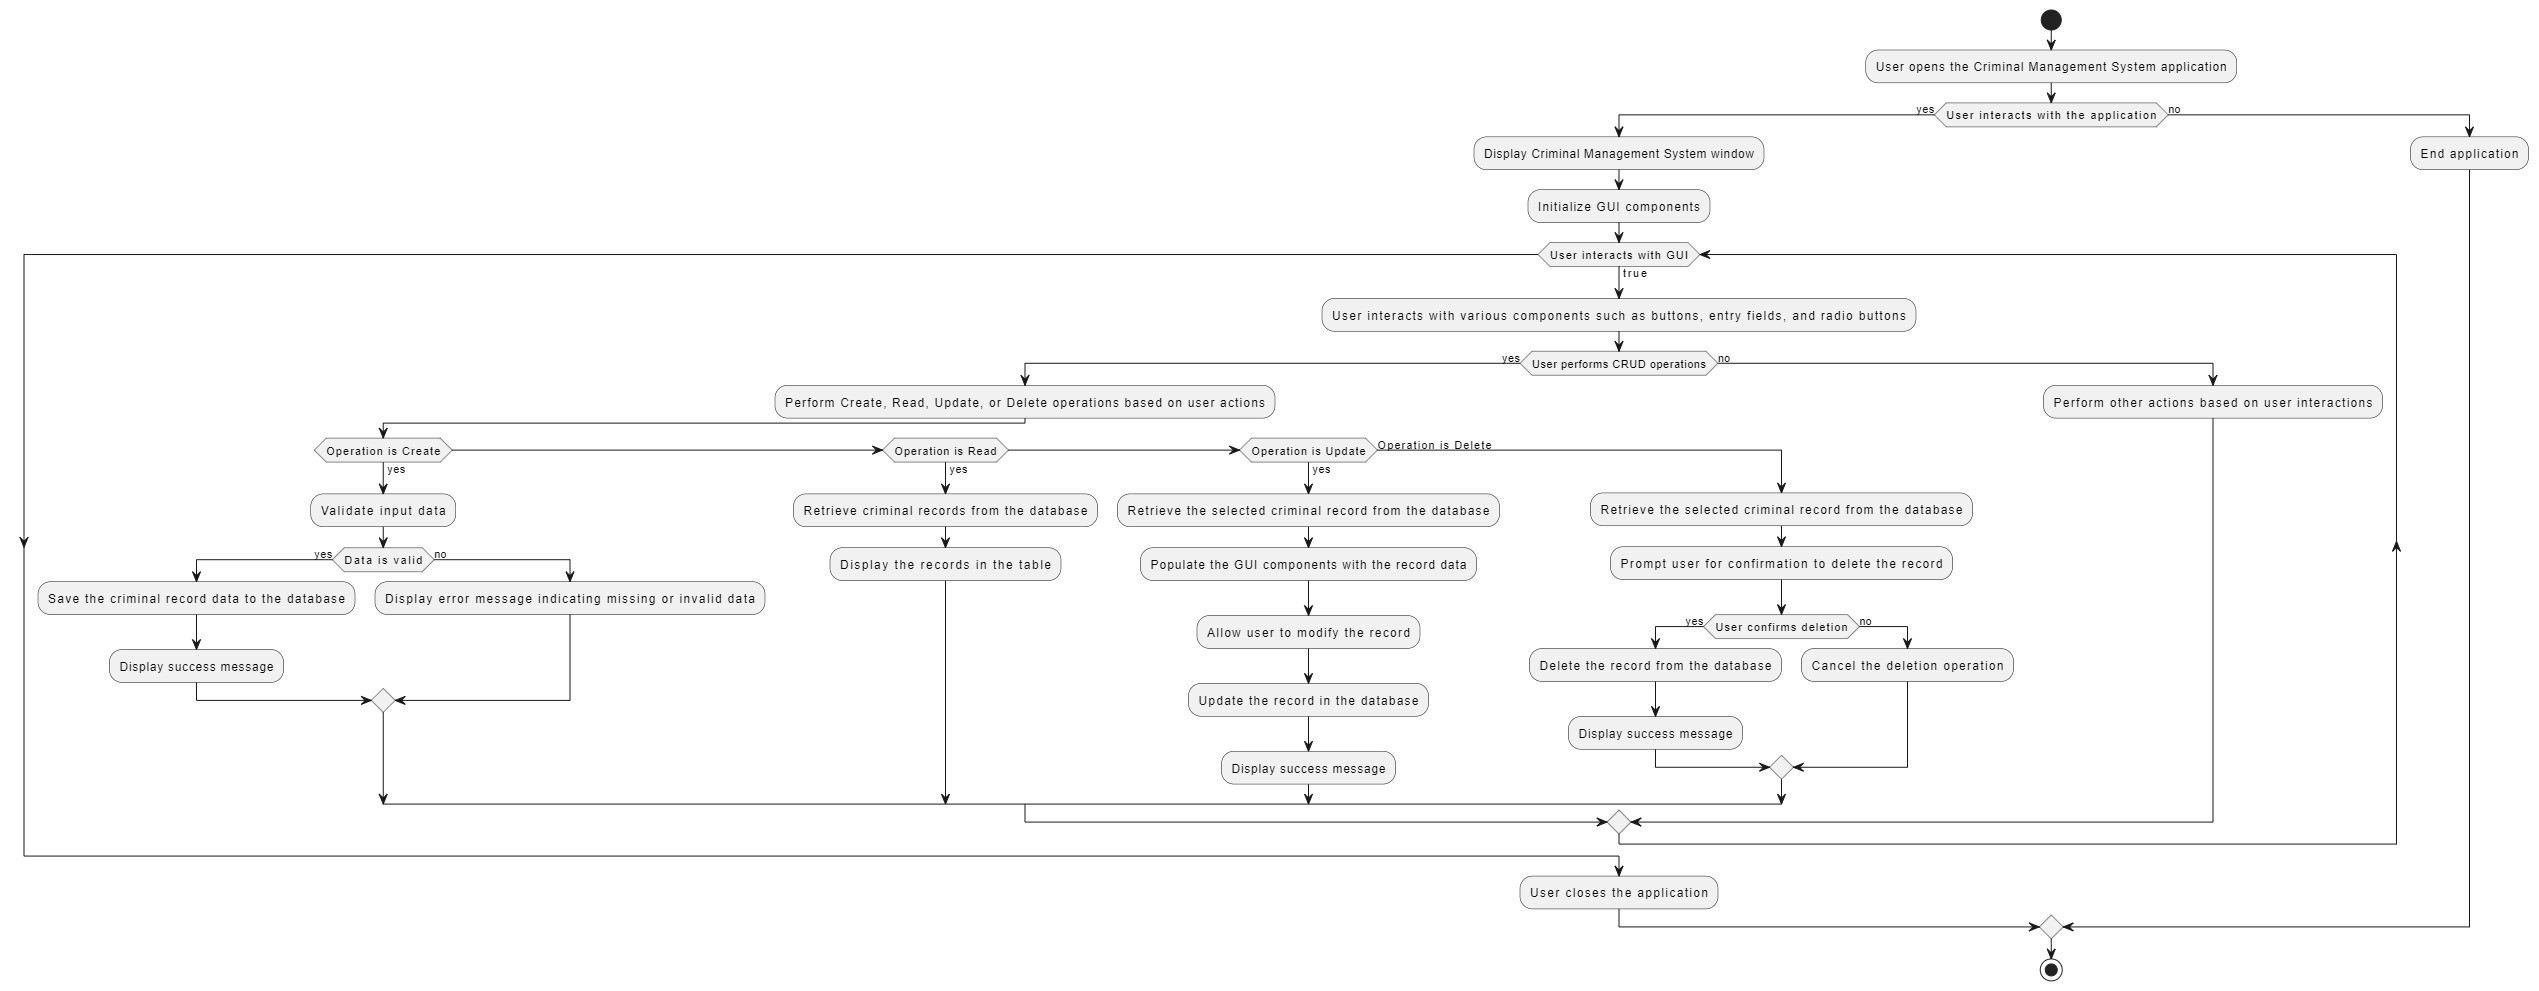 User opens the Criminal Management System application
yes
User interacts with the application
no
Display Criminal Management System window
End application
Initialize GUI components
User interacts with GUI
true
User interacts with various components such as buttons, entry fields, and radio buttons
yes
User performs CRUD operations
no
Perform Create, Read, Update, or Delete operations based on user actions
Perform other actions based on user interactions
Operation is Create
yes
Operation is Read
yes
Operation is Update
yes
Operation is Delete
Validate input data
Retrieve criminal records from the database
Retrieve the selected criminal record from the database
Retrieve the selected criminal record from the database
yes
Data is valid
no
Display the records in the table
Populate the GUI components with the record data
Prompt user for confirmation to delete the record
Save the criminal record data to the database
Display error message indicating missing or invalid data
Allow user to modify the record
yes
User confirms deletion
no
Display success message
Delete the record from the database
Cancel the deletion operation
Update the record in the database
Display success message
Display success message
User closes the application